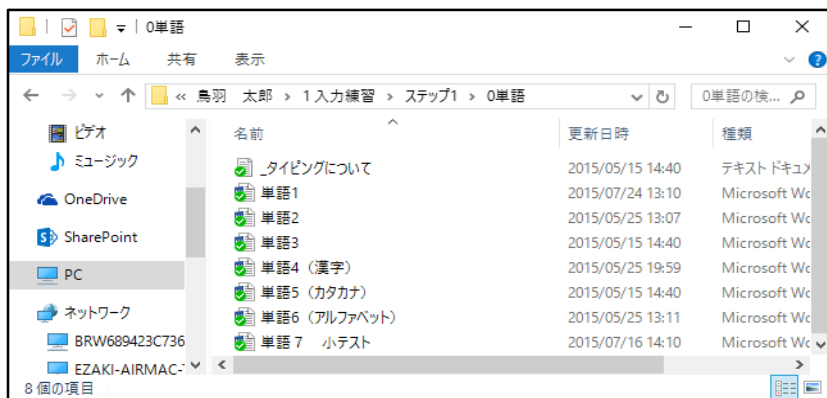 0単語
ファイル ホーム 共有 表示
« 鳥羽 太郎 › 1入力練習 › ステップ1 › 0単語 0単語の検...
ビデオ
ミュージック
OneDrive
SharePoint
PC
ネットワーク
BRW689423C736
EZAKI-AIRMAC-
名前 更新日時 種類
_タイピングについて 2015/05/15 14:40 テキスト ドキュメ
単語1 2015/07/24 13:10 Microsoft Wc
単語2 2015/05/25 13:07 Microsoft Wc
単語3 2015/05/15 14:40 Microsoft Wc
単語4（漢字） 2015/05/25 19:59 Microsoft Wc
単語5（カタカナ） 2015/05/15 14:40 Microsoft Wc
単語6（アルファベット） 2015/05/25 13:11 Microsoft Wc
単語７　小テスト 2015/07/16 14:10 Microsoft Wc
8 個の項目